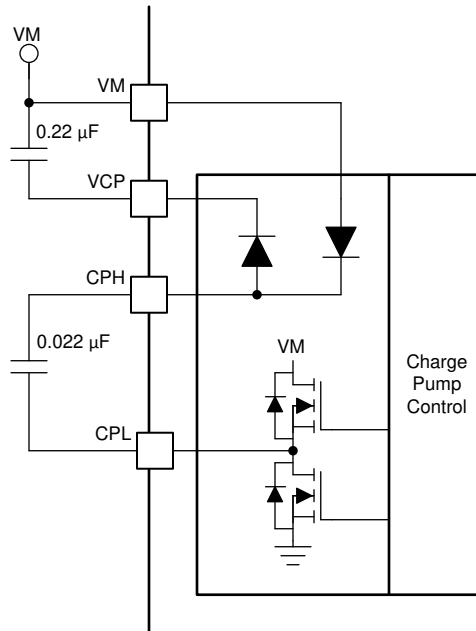 VM
VM
0.22 µF
VCP
CPH
0.022 µF
VM
Charge
Pump
Control
CPL